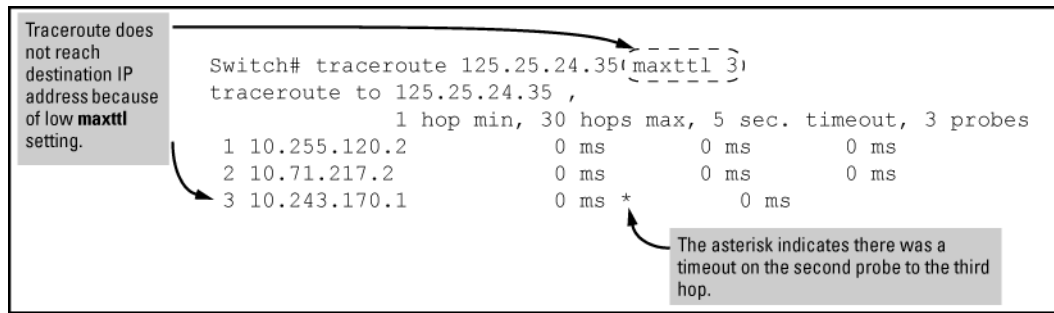 Traceroute does
not reach
destination IP
address because
of low maxttl
setting.
Switch# traceroute 125.25.24.35 maxttl 3
traceroute to 125.25.24.35 ,
1 hop min, 30 hops max, 5 sec. timeout, 3 probes
1 10.255.120.2 0 ms 0 ms 0 ms
2 10.71.217.2 0 ms 0 ms 0 ms
3 10.243.170.1 0 ms * 0 ms
The asterisk indicates there was a
timeout on the second probe to the third
hop.